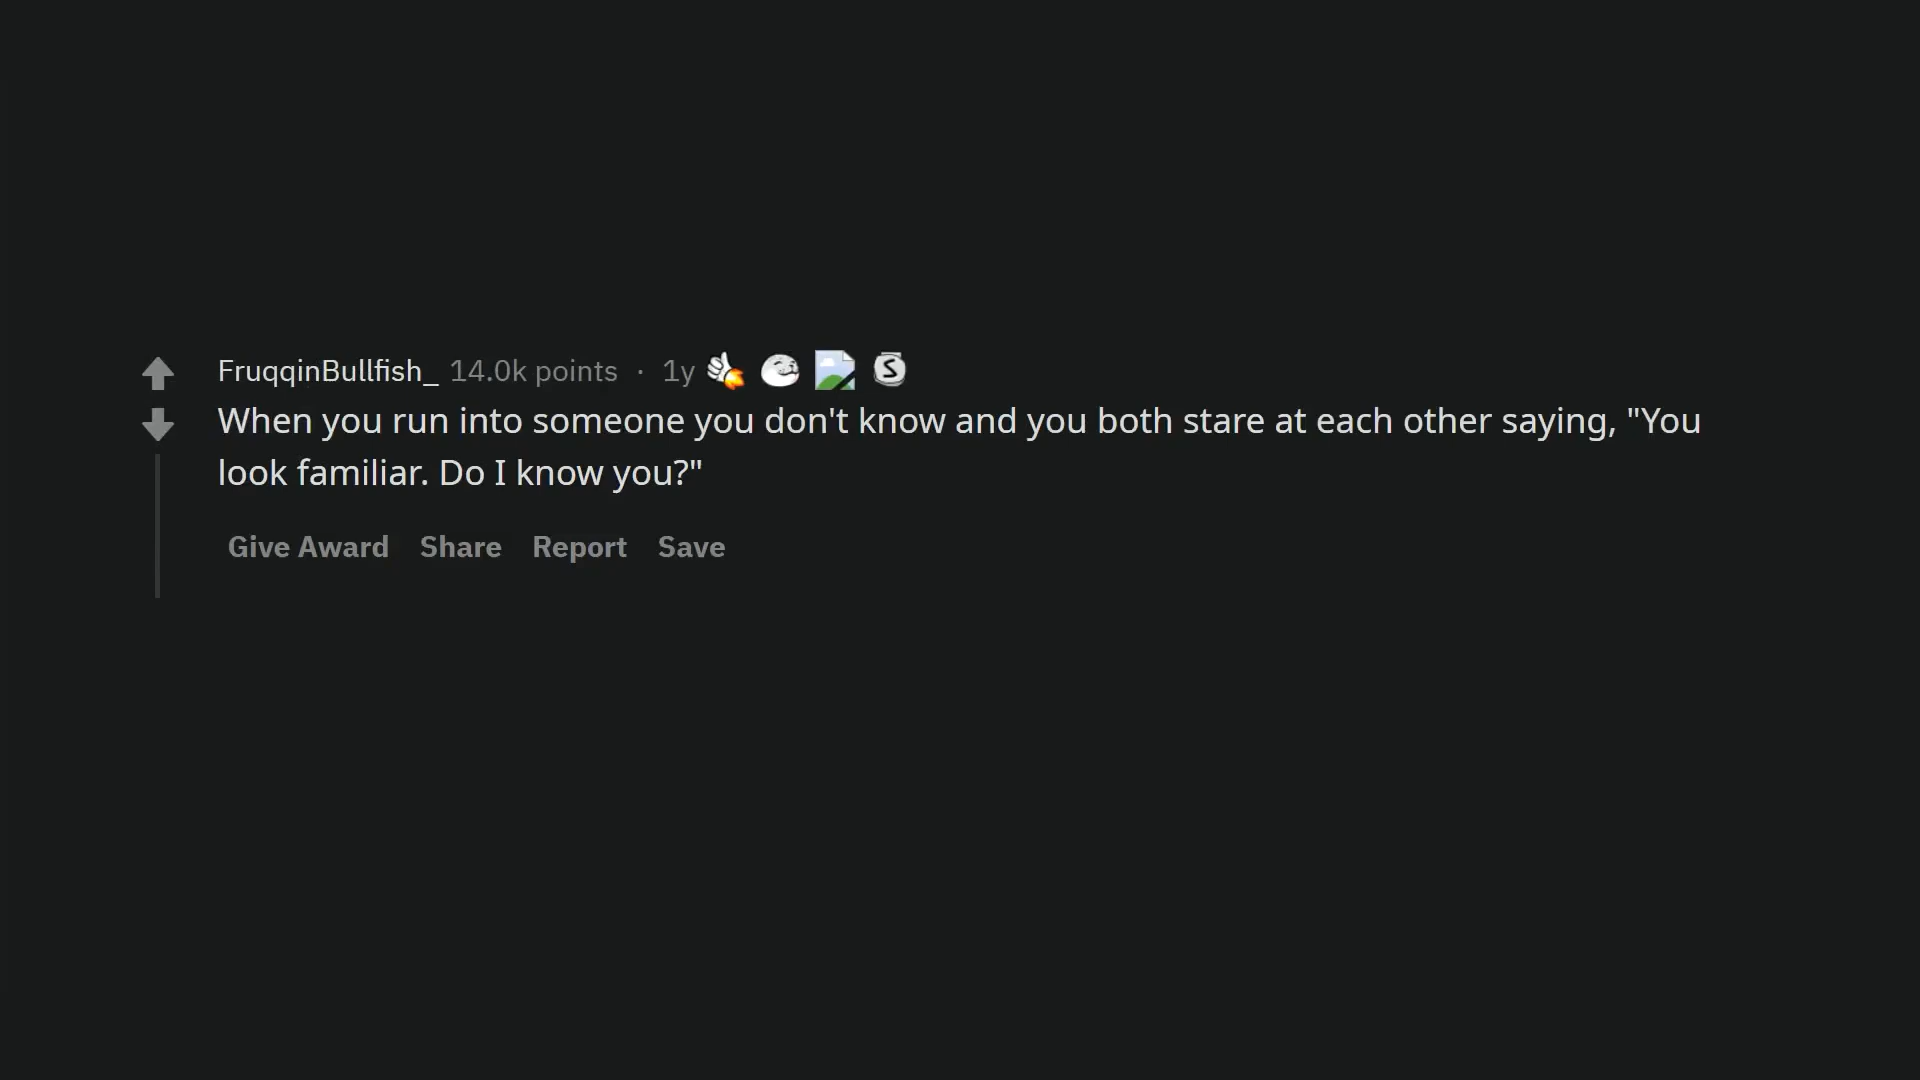 FruqqinBullfish_ 14.0k points · 1y
When you run into someone you don't know and you both stare at each other saying, "You
look familiar. Do I know you?"
Give Award Share Report Save